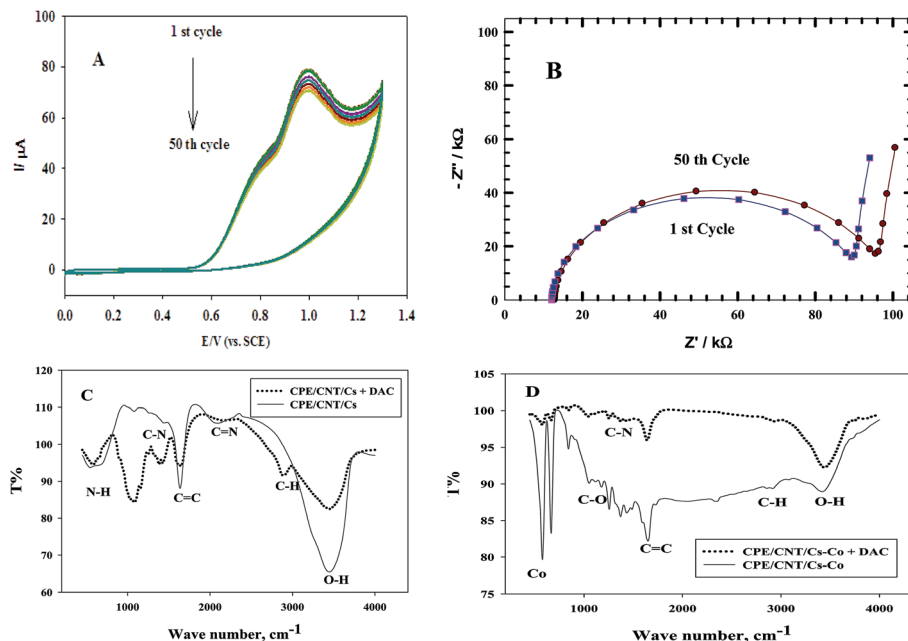 A
1 st cycle
50 th cycle
I/ μA
100
80
60
40
20
0
0.0 0.2 0.4 0.6 0.8 1.0 1.2 1.4
E/V (vs. SCE)
B
50 th Cycle
1 st Cycle
- Z'' / kΩ
100
80
60
40
20
0
0 20 40 60 80 100
Z' / kΩ
C
CPE/CNT/Cs + DAC
CPE/CNT/Cs
C-N
C=N
N-H
C=C
C-H
O-H
T%
120
110
100
90
80
70
60
1000 2000 3000 4000
Wave number, cm-1
D
C-N
C-O
C-H
O-H
C=C
Co
CPE/CNT/Cs-Co + DAC
CPE/CNT/Cs-Co
T%
105
100
95
90
85
80
75
1000 2000 3000 4000
Wave number, cm-1